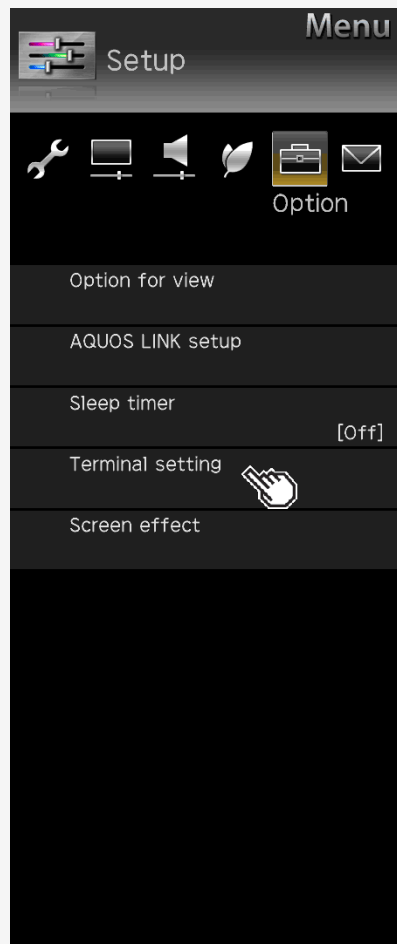 Menu
Setup
Option
Option for view
AQUOS LINK setup
Sleep timer
[Off]
Terminal setting
Screen effect